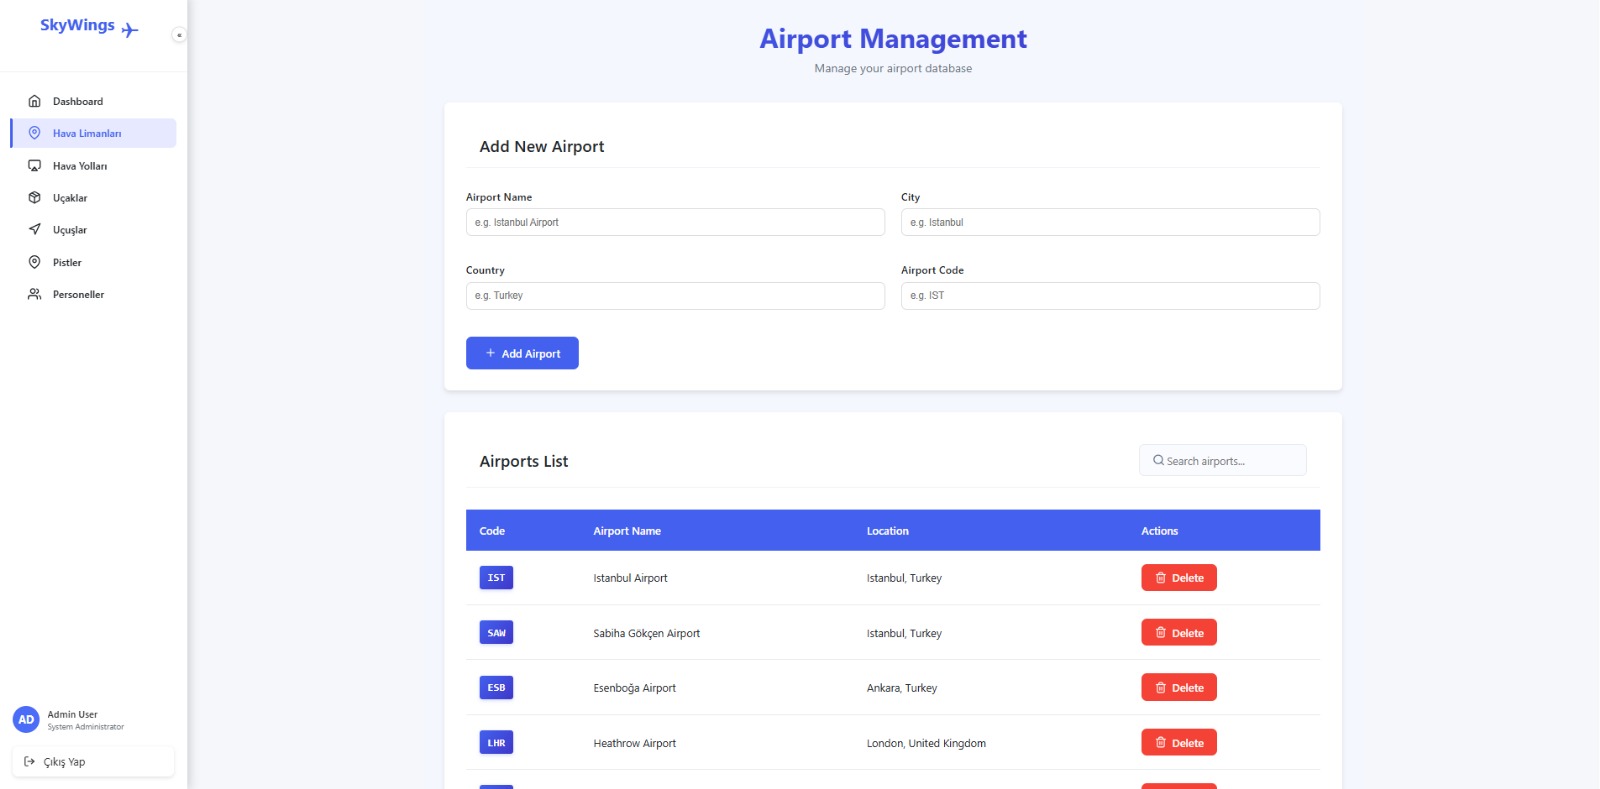 SkyWings
«
Dashboard
Hava Limanları
Hava Yolları
Uçaklar
Uçuşlar
Pistler
Personeller
AD
Admin User
System Administrator
Çıkış Yap
Airport Management
Manage your airport database
Add New Airport
Airport Name
City
e.g. Istanbul Airport
e.g. Istanbul
Country
Airport Code
e.g. Turkey
e.g. IST
+ Add Airport
Airports List
Search airports...
Code Airport Name Location Actions
IST Istanbul Airport Istanbul, Turkey Delete
SAW Sabiha Gökçen Airport Istanbul, Turkey Delete
ESB Esenboğa Airport Ankara, Turkey Delete
LHR Heathrow Airport London, United Kingdom Delete